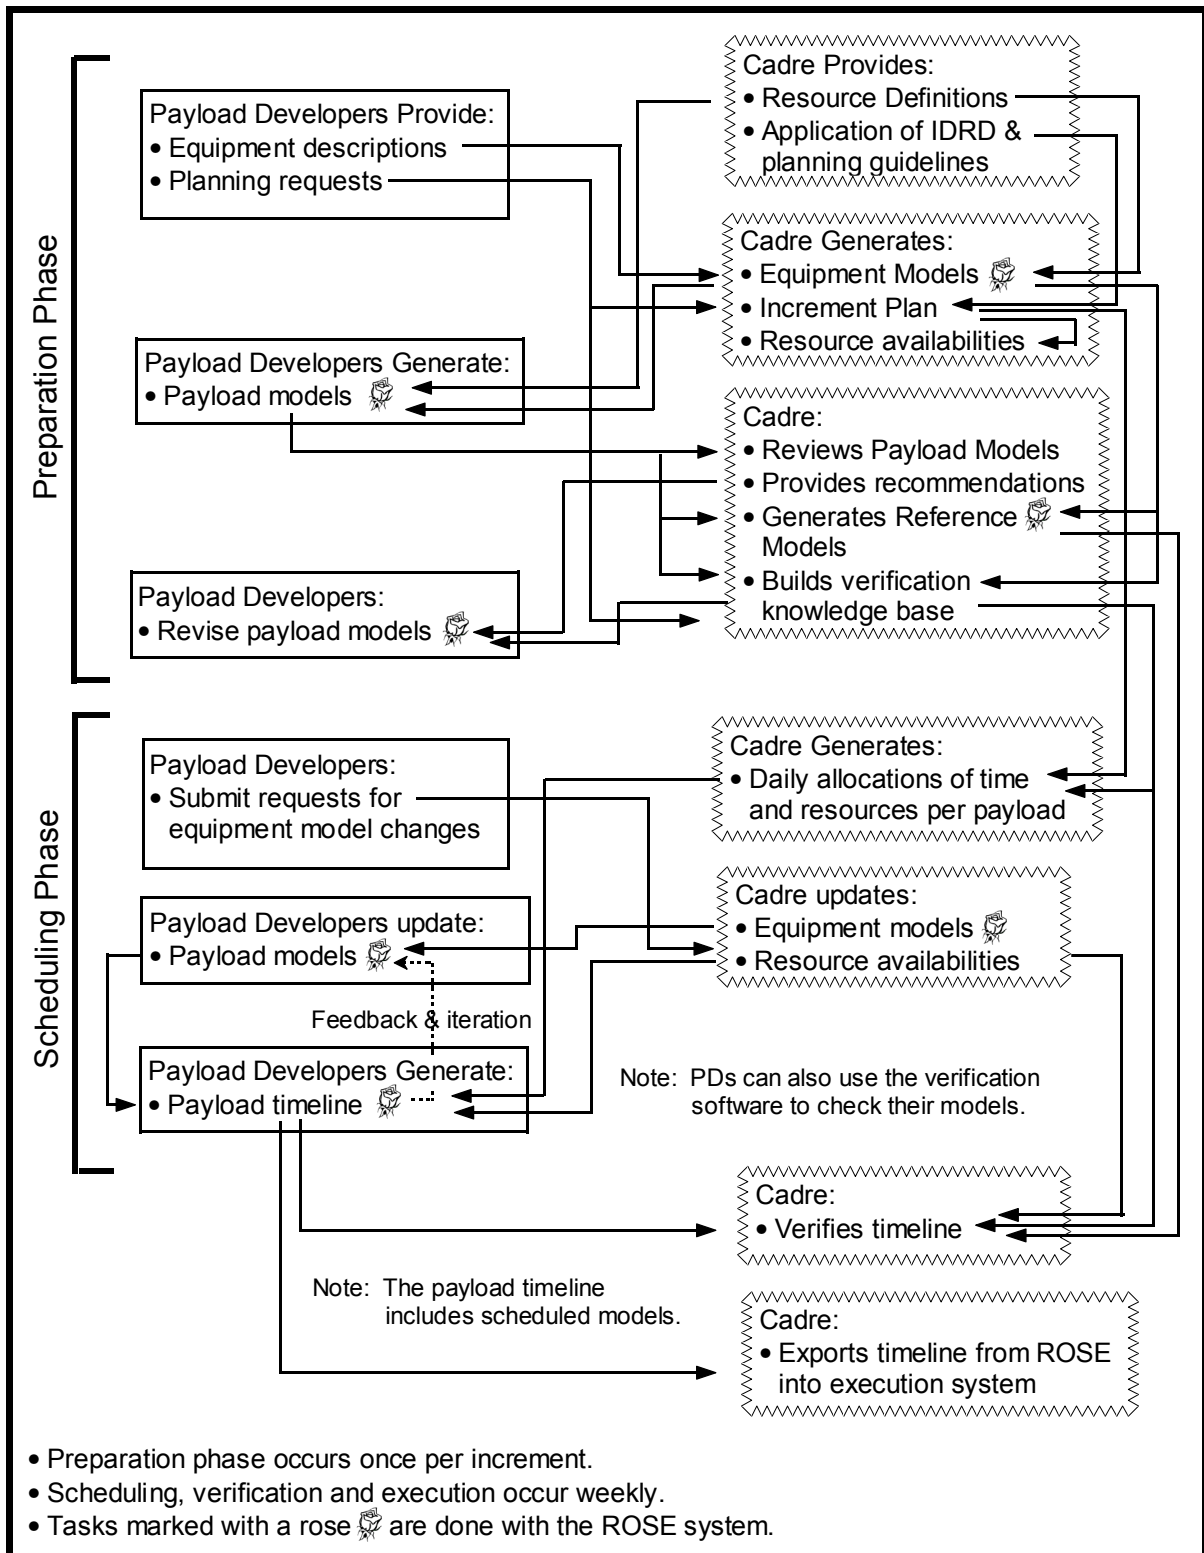 Preparation Phase
Payload Developers Provide:
• Equipment descriptions
• Planning requests
Cadre Provides:
• Resource Definitions
• Application of IDRD &
planning guidelines
Cadre Generates:
• Equipment Models
• Increment Plan
• Resource availabilities
Payload Developers Generate:
• Payload models
Cadre:
• Reviews Payload Models
• Provides recommendations
• Generates Reference
Models
• Builds verification
knowledge base
Payload Developers:
• Revise payload models
Scheduling Phase
Payload Developers:
• Submit requests for
equipment model changes
Cadre Generates:
• Daily allocations of time
and resources per payload
Payload Developers update:
• Payload models
Cadre updates:
• Equipment models
• Resource availabilities
Feedback & iteration
Payload Developers Generate:
• Payload timeline
Note: PDs can also use the verification
software to check their models.
Cadre:
• Verifies timeline
Note: The payload timeline
includes scheduled models.
Cadre:
• Exports timeline from ROSE
into execution system
• Preparation phase occurs once per increment.
• Scheduling, verification and execution occur weekly.
• Tasks marked with a rose are done with the ROSE system.